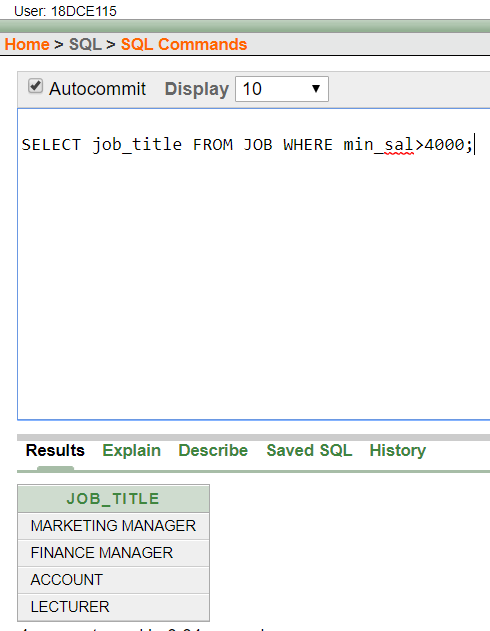 User: 18DCE115
Home > SQL > SQL Commands
Autocommit Display 10
SELECT job_title FROM JOB WHERE min_sal>4000;
Results Explain Describe Saved SQL History
JOB_TITLE
MARKETING MANAGER
FINANCE MANAGER
ACCOUNT
LECTURER